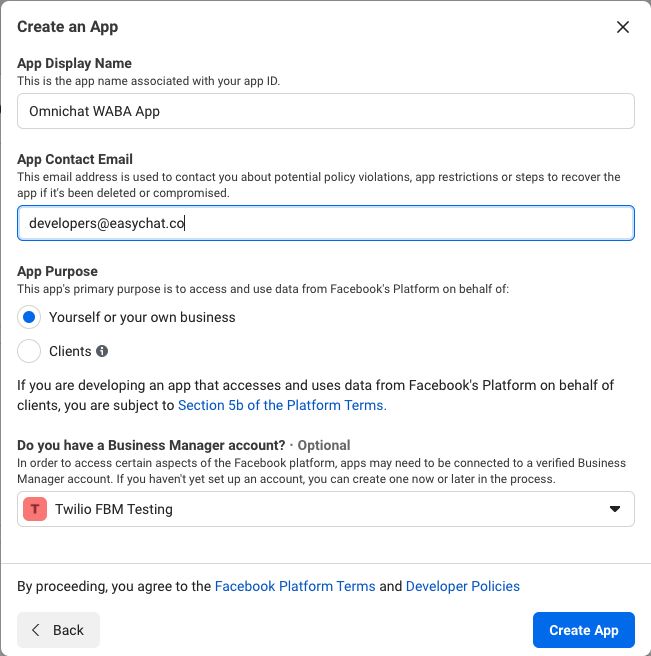 Create an App
App Display Name
This is the app name associated with your app ID.
Omnichat WABA App
App Contact Email
This email address is used to contact you about potential policy violations, app restrictions or steps to recover the
app if it's been deleted or compromised.
developers@easychat.co
App Purpose
This app's primary purpose is to access and use data from Facebook's Platform on behalf of:
Yourself or your own business
Clients
If you are developing an app that accesses and uses data from Facebook's Platform on behalf of
clients, you are subject to Section 5b of the Platform Terms.
Do you have a Business Manager account? · Optional
In order to access certain aspects of the Facebook platform, apps may need to be connected to a verified Business
Manager account. If you haven't yet set up an account, you can create one now or later in the process.
T Twilio FBM Testing
By proceeding, you agree to the Facebook Platform Terms and Developer Policies
Back
Create App